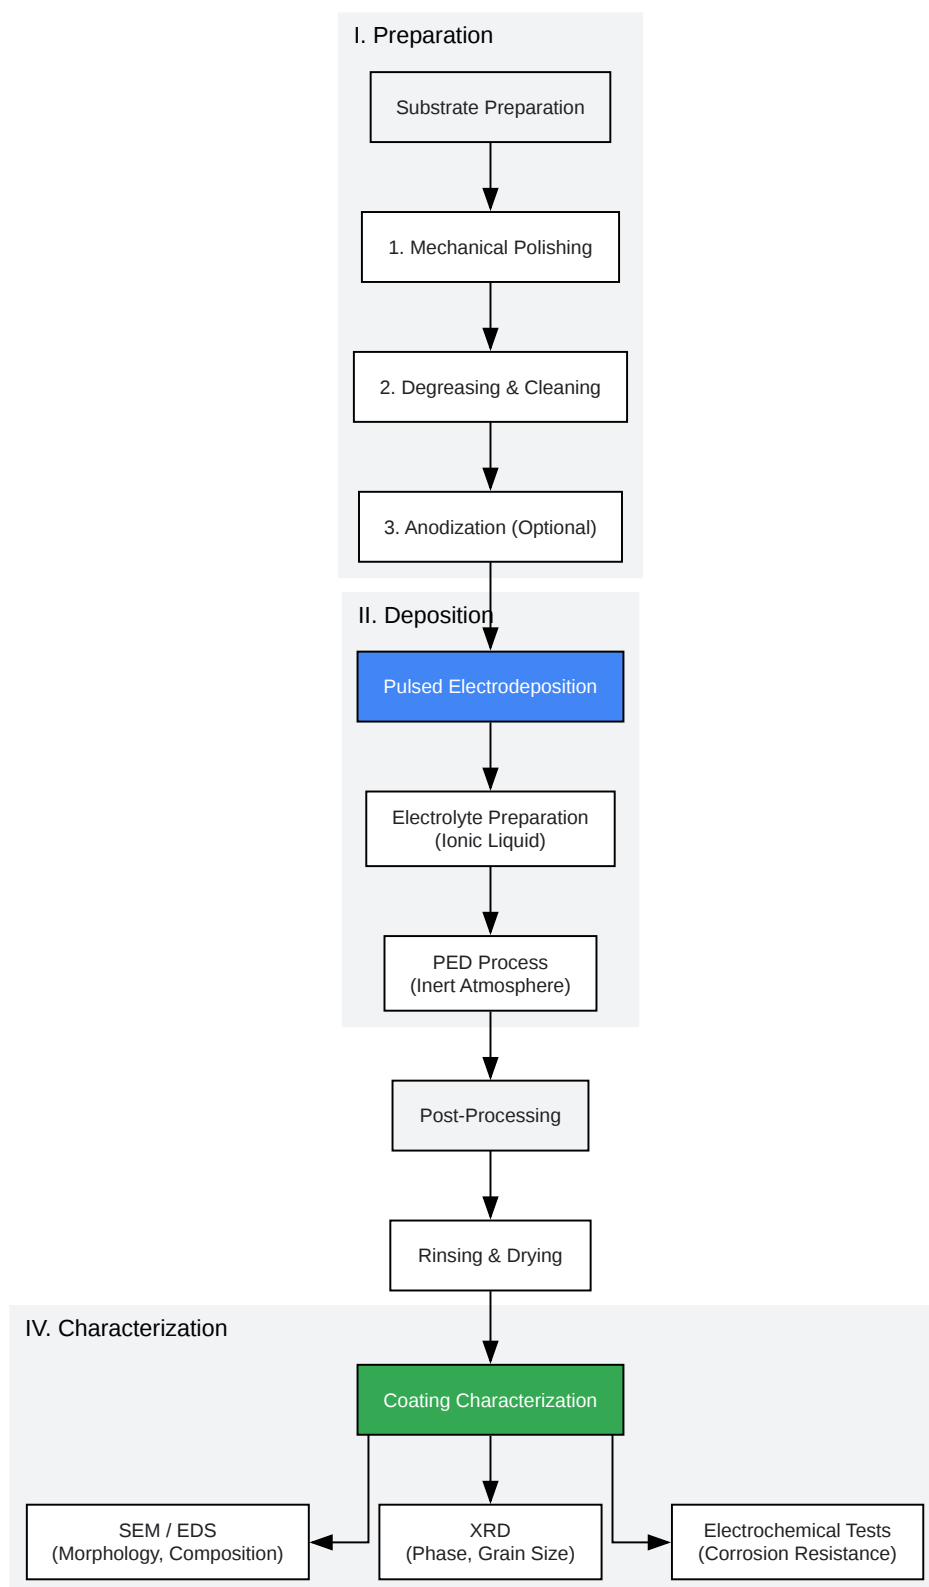 I. Preparation
Substrate Preparation
1. Mechanical Polishing
2. Degreasing & Cleaning
3. Anodization (Optional)
II. Deposition
Pulsed Electrodeposition
Electrolyte Preparation
(Ionic Liquid)
PED Process
(Inert Atmosphere)
Post-Processing
Rinsing & Drying
IV. Characterization
Coating Characterization
SEM / EDS
(Morphology, Composition)
XRD
(Phase, Grain Size)
Electrochemical Tests
(Corrosion Resistance)